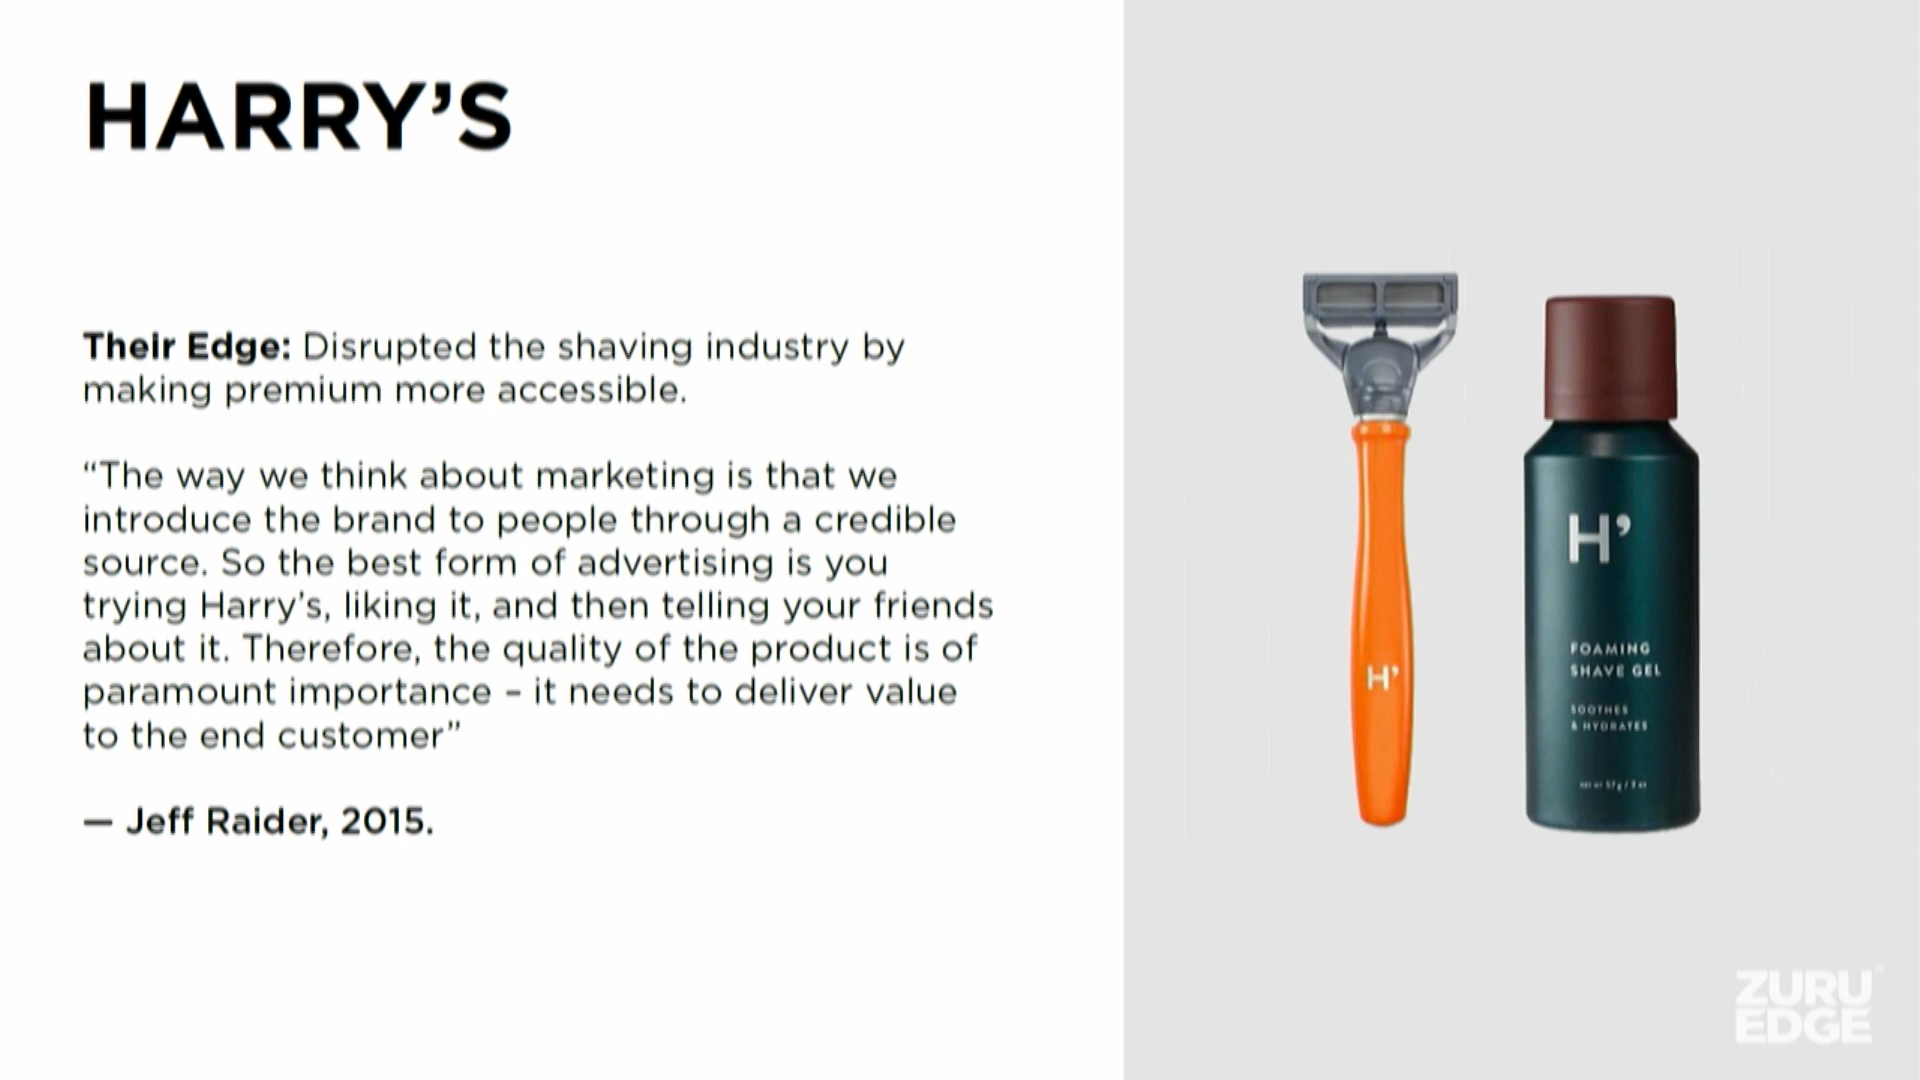 HARRY’S
Their Edge: Disrupted the shaving industry by
making premium more accessible.
“The way we think about marketing is that we
introduce the brand to people through a credible
source. So the best form of advertising is you
trying Harry’s, liking it, and then telling your friends
about it. Therefore, the quality of the product is of
paramount importance – it needs to deliver value
to the end customer”
— Jeff Raider, 2015.
H’
H’
FOAMING
SHAVE GEL
SOOTHES
& HYDRATES
ZURU
EDGE